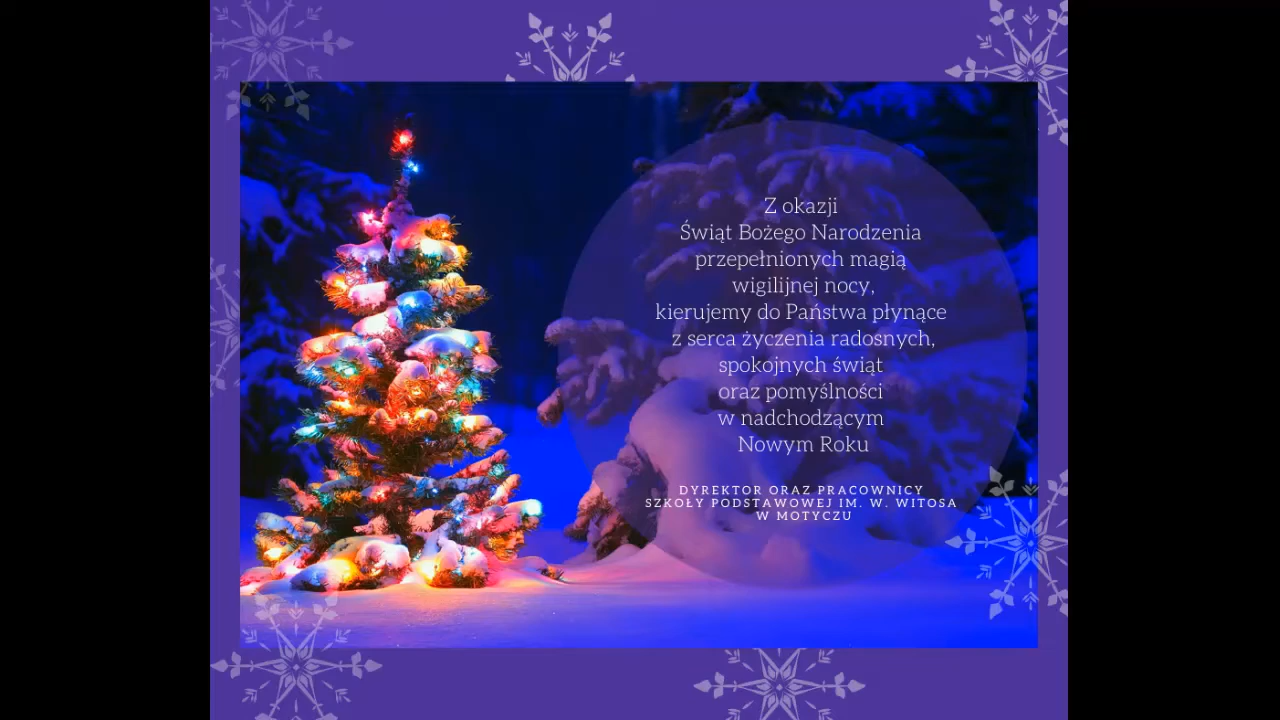 Z okazji
Świąt Bożego Narodzenia
przepełnionych magią
wigilijnej nocy,
kierujemy do Państwa płynące
z serca życzenia radosnych,
spokojnych świąt
oraz pomyślności
w nadchodzącym
Nowym Roku
DYREKTOR ORAZ PRACOWNICY
SZKOŁY PODSTAWOWEJ IM. W. WITOSA
W MOTYCZU